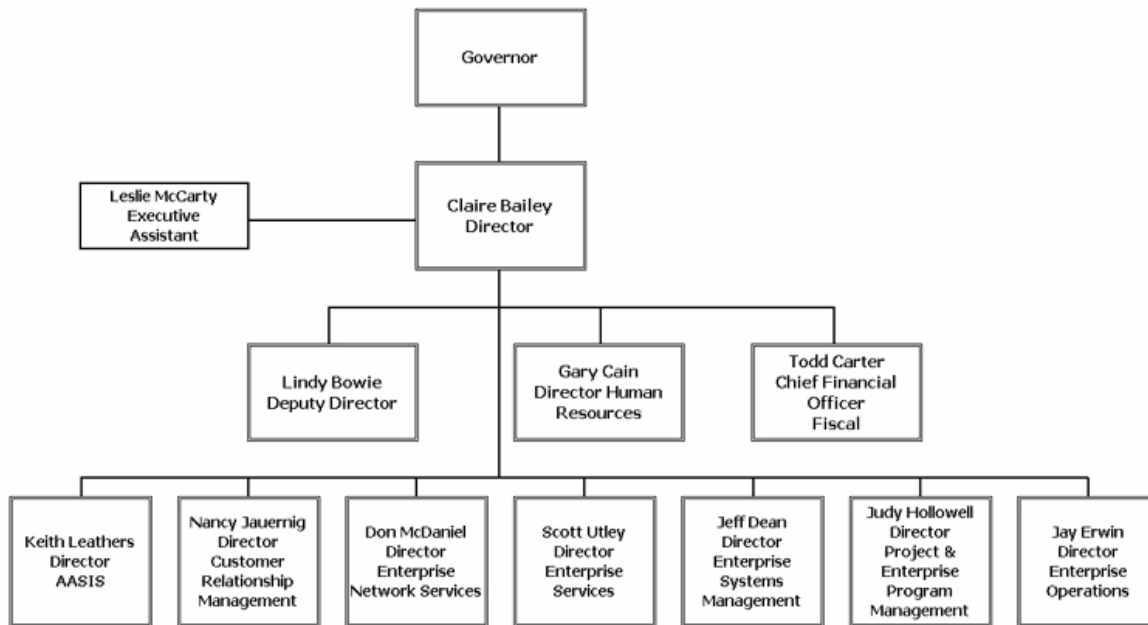 Governor
Leslie McCarty
Executive
Assistant
Claire Bailey
Director
Lindy Bowie
Deputy Director
Gary Cain
Director Human
Resources
Todd Carter
Chief Financial
Officer
Fiscal
Keith Leathers
Director
AASIS
Nancy Jauernig
Director
Customer
Relationship
Management
Don McDaniel
Director
Enterprise
Network Services
Scott Utley
Director
Enterprise
Services
Jeff Dean
Director
Enterprise
Systems
Management
Judy Hollowell
Director
Project &
Enterprise
Program
Management
Jay Erwin
Director
Enterprise
Operations